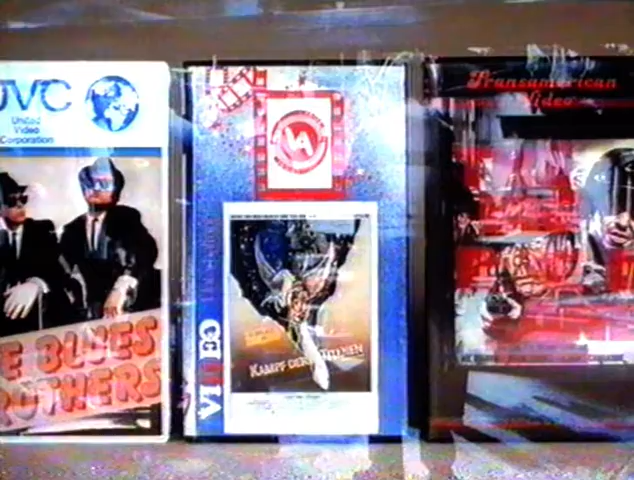 UVC
United
Video
Corporation
E BLUES
ROTHERS
VIDEO
KAMPF DER TITANEN
Transamerican
Video